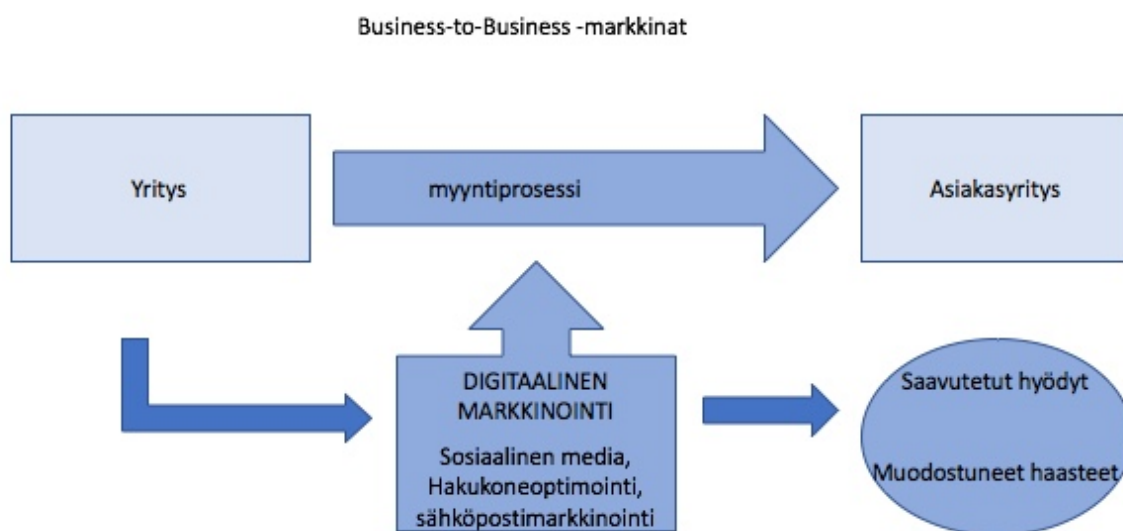 Business-to-Business -markkinat
Yritys
myyntiprosessi
Asiakasyritys
DIGITAALINEN
MARKKINOINTI
Sosiaalinen media,
Hakukoneoptimointi,
sähköpostimarkkinointi
Saavutetut hyödyt
Muodostuneet haasteet